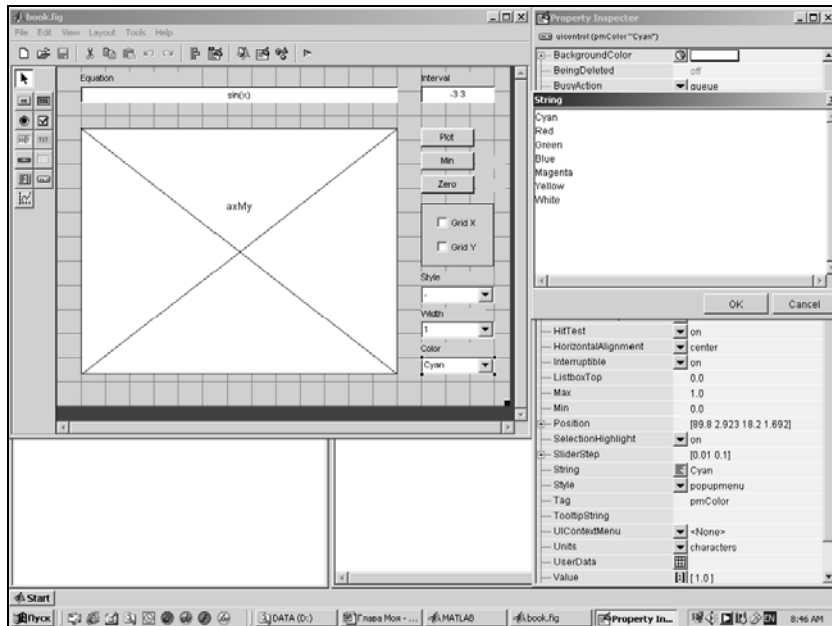 book.fig
File Edit View Layout Tools Help
Equation
sin(x)
Interval
-3 3
axMy
Plot
Min
Zero
Grid X
Grid Y
Style
-
Width
1
Color
Cyan
Property Inspector
uicontrol (pmColor "Cyan")
BackgroundColor
BeingDeleted off
BusyAction queue
String
Cyan
Red
Green
Blue
Magenta
Yellow
White
OK Cancel
HitTest on
HorizontalAlignment center
Interruptible on
ListboxTop 0.0
Max 1.0
Min 0.0
Position [89.8 2.923 18.2 1.692]
SelectionHighlight on
SliderStep [0.01 0.1]
String Cyan
Style popupmenu
Tag pmColor
TooltipString
UIContextMenu <None>
Units characters
UserData
Value [1.0]
Start
Пуск DATA (D:) Глава Моя - ... MATLAB book.fig Property In... EN 8:46 AM